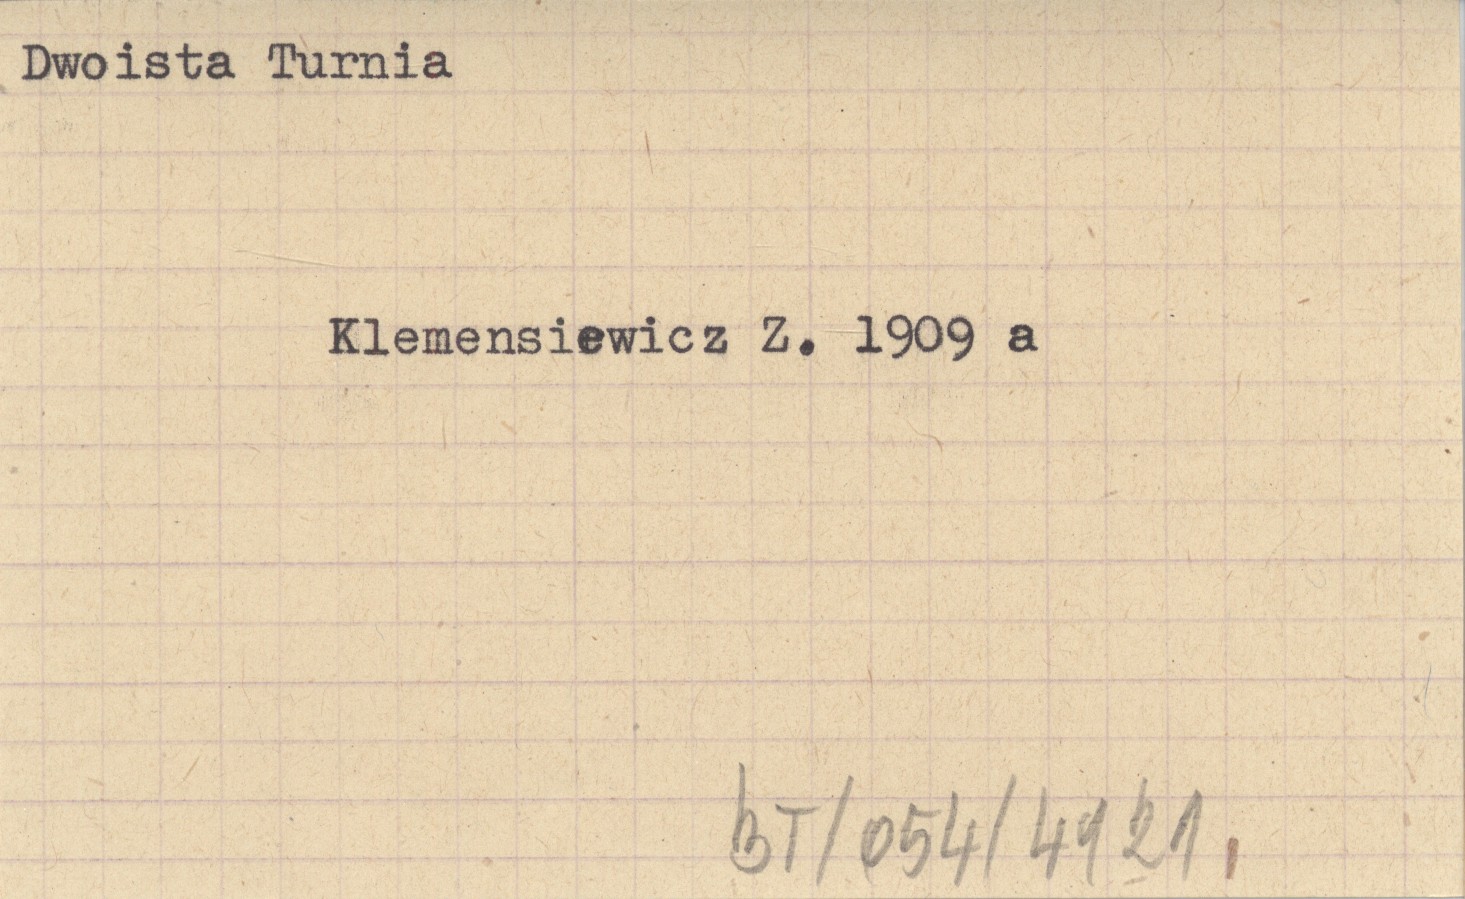 Dwoista Turnia
Klemensiewicz Z. 1909 a
BT/054/4921